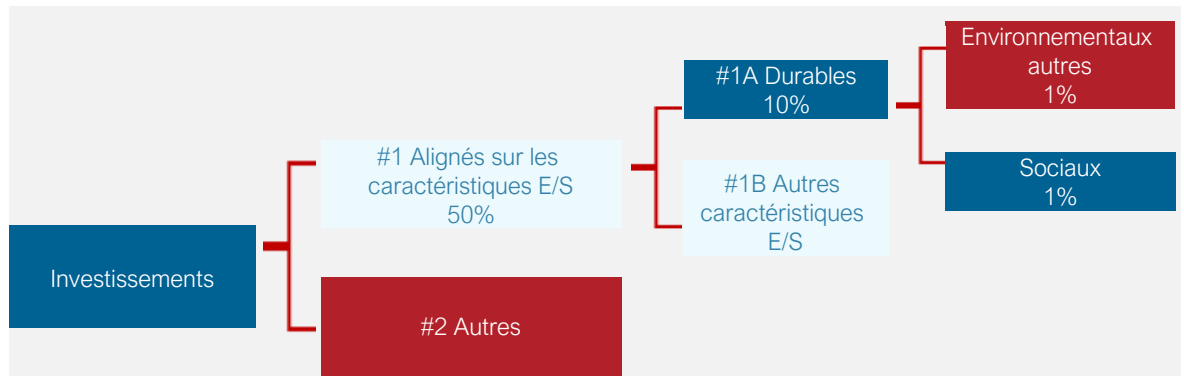 Investissements
#1 Alignés sur les
caractéristiques E/S
50%
#2 Autres
#1A Durables
10%
#1B Autres
caractéristiques
E/S
Environnementaux
autres
1%
Sociaux
1%